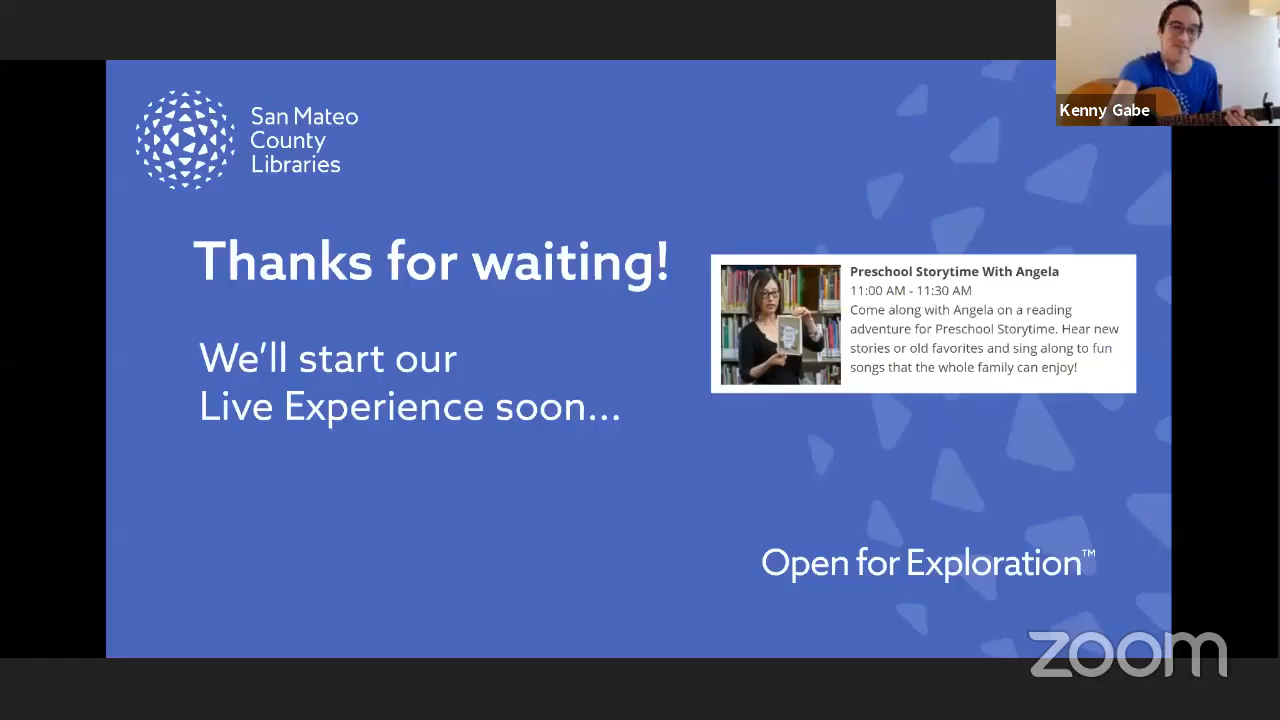 San Mateo
County
Libraries
Kenny Gabe
Thanks for waiting!
We'll start our
Live Experience soon...
Preschool Storytime With Angela
11:00 AM - 11:30 AM
Come along with Angela on a reading
adventure for Preschool Storytime. Hear new
stories or old favorites and sing along to fun
songs that the whole family can enjoy!
Open for Exploration™
zoom